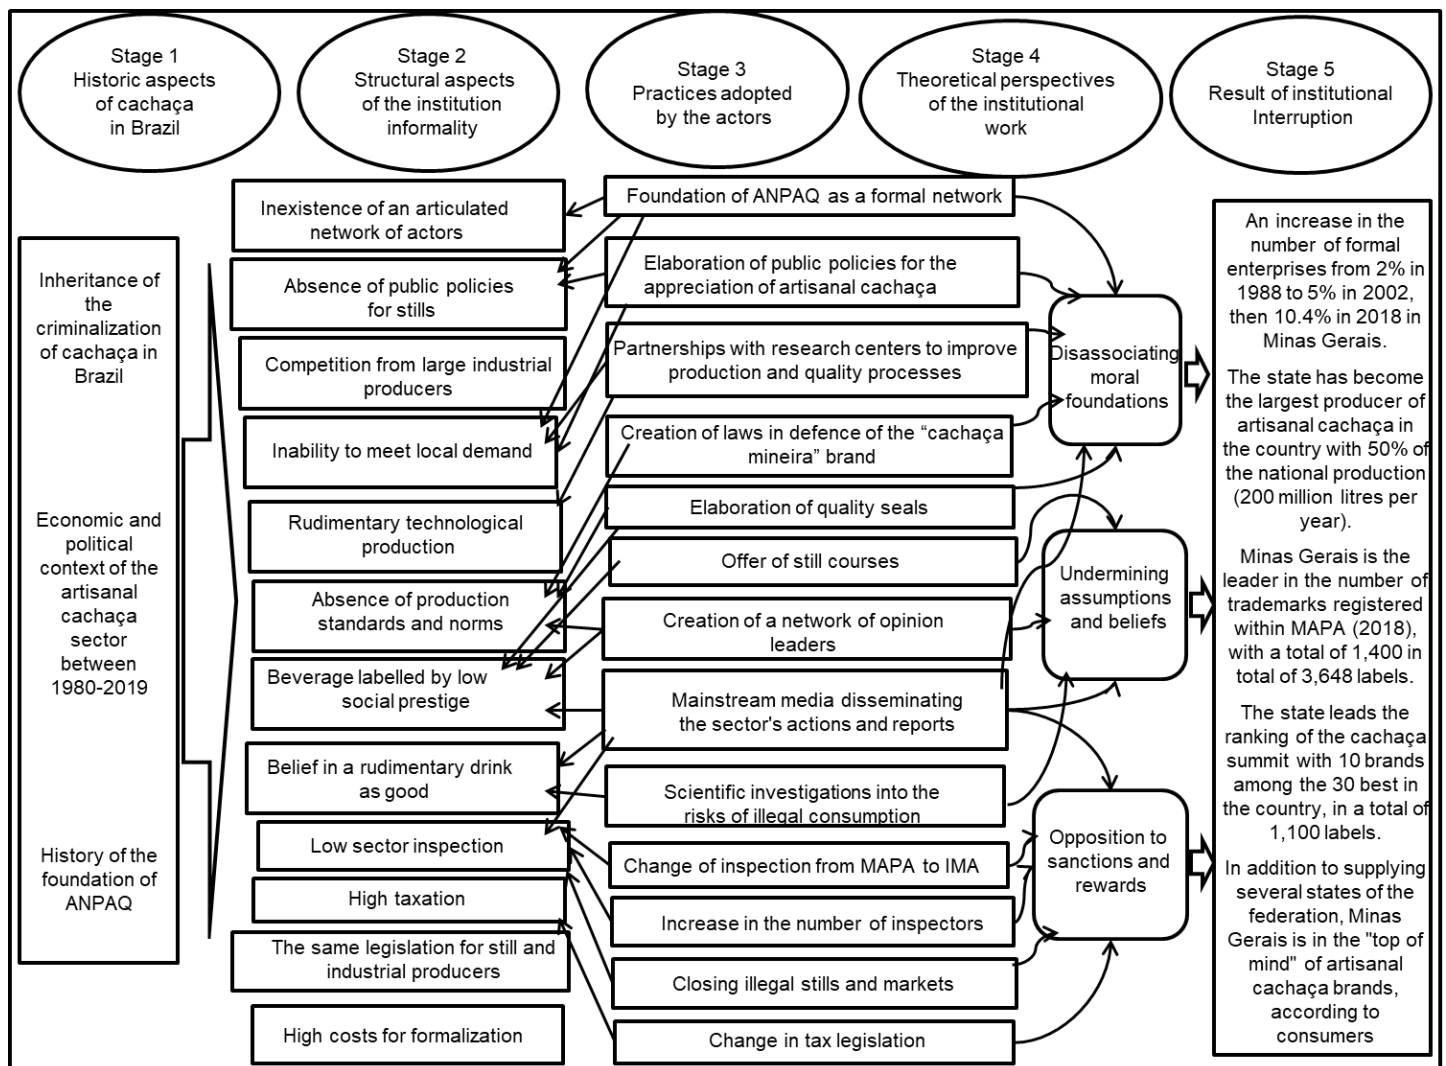 Stage 1
Historic aspects
of cachaça
in Brazil
Stage 2
Structural aspects
of the institution
informality
Stage 3
Practices adopted
by the actors
Stage 4
Theoretical perspectives
of the institutional
work
Stage 5
Result of institutional
Interruption
Inheritance of
the
criminalization
of cachaça in
Brazil
Economic and
political
context of the
artisanal
cachaça
sector
between
1980-2019
History of the
foundation of
ANPAQ
Inexistence of an articulated
network of actors
Absence of public policies
for stills
Competition from large industrial
producers
Inability to meet local demand
Rudimentary technological
production
Absence of production
standards and norms
Beverage labelled by low
social prestige
Belief in a rudimentary drink
as good
Low sector inspection
High taxation
The same legislation for still and
industrial producers
High costs for formalization
Foundation of ANPAQ as a formal network
Elaboration of public policies for the
appreciation of artisanal cachaça
Partnerships with research centers to improve
production and quality processes
Creation of laws in defence of the “cachaça
mineira” brand
Elaboration of quality seals
Offer of still courses
Creation of a network of opinion
leaders
Mainstream media disseminating
the sector's actions and reports
Scientific investigations into the
risks of illegal consumption
Change of inspection from MAPA to IMA
Increase in the number of inspectors
Closing illegal stills and markets
Change in tax legislation
Disassociating
moral
foundations
Undermining
assumptions
and beliefs
Opposition to
sanctions and
rewards
An increase in the
number of formal
enterprises from 2% in
1988 to 5% in 2002,
then 10.4% in 2018 in
Minas Gerais.
The state has become
the largest producer of
artisanal cachaça in
the country with 50% of
the national production
(200 million litres per
year).
Minas Gerais is the
leader in the number of
trademarks registered
within MAPA (2018),
with a total of 1,400 in
total of 3,648 labels.
The state leads the
ranking of the cachaça
summit with 10 brands
among the 30 best in
the country, in a total of
1,100 labels.
In addition to supplying
several states of the
federation, Minas
Gerais is in the "top of
mind" of artisanal
cachaça brands,
according to
consumers